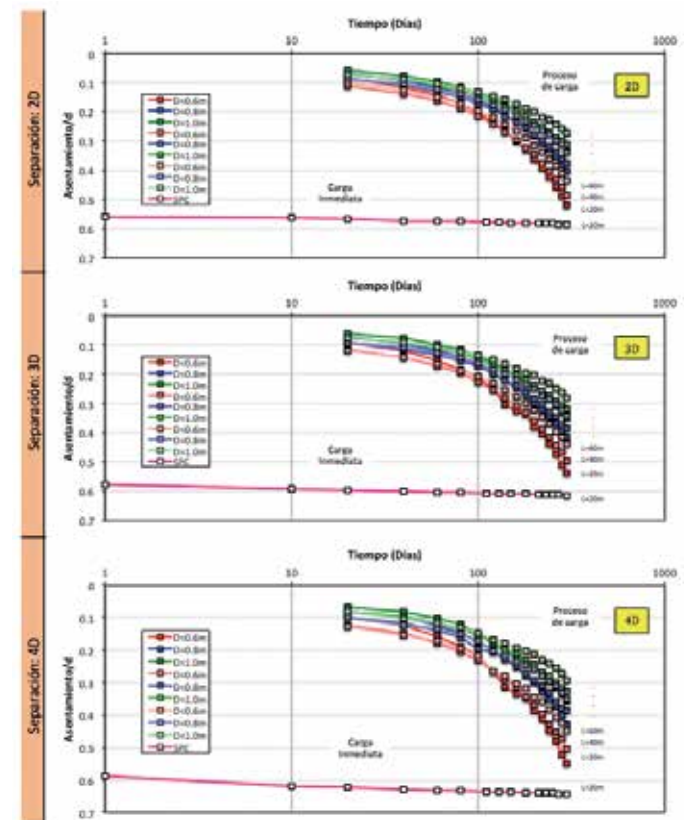 Separación: 2D
Tiempo (Días)
1 10 100 1000
Asentamiento/d
0
0.1
0.2
0.3
0.4
0.5
0.6
0.7
D=0.6m
D=0.8m
D=1.0m
D=0.6m
D=0.8m
D=1.0m
D=0.6m
D=0.8m
D=1.0m
SPC
Carga
Inmediata
Proceso
de carga
2D
L=60m
L=40m
L=20m
L=20m
Separación: 3D
Tiempo (Días)
1 10 100 1000
Asentamiento/d
0
0.1
0.2
0.3
0.4
0.5
0.6
0.7
D=0.6m
D=0.8m
D=1.0m
D=0.6m
D=0.8m
D=1.0m
D=0.6m
D=0.8m
D=1.0m
SPC
Carga
Inmediata
Proceso
de carga
3D
L=20m
L=20m
Separación: 4D
Tiempo (Días)
1 10 100 1000
Asentamiento/d
0
0.1
0.2
0.3
0.4
0.5
0.6
0.7
D=0.6m
D=0.8m
D=1.0m
D=0.6m
D=0.8m
D=1.0m
D=0.6m
D=0.8m
D=1.0m
SPC
Carga
Inmediata
Proceso
de carga
4D
L=60m
L=40m
L=20m
L=20m